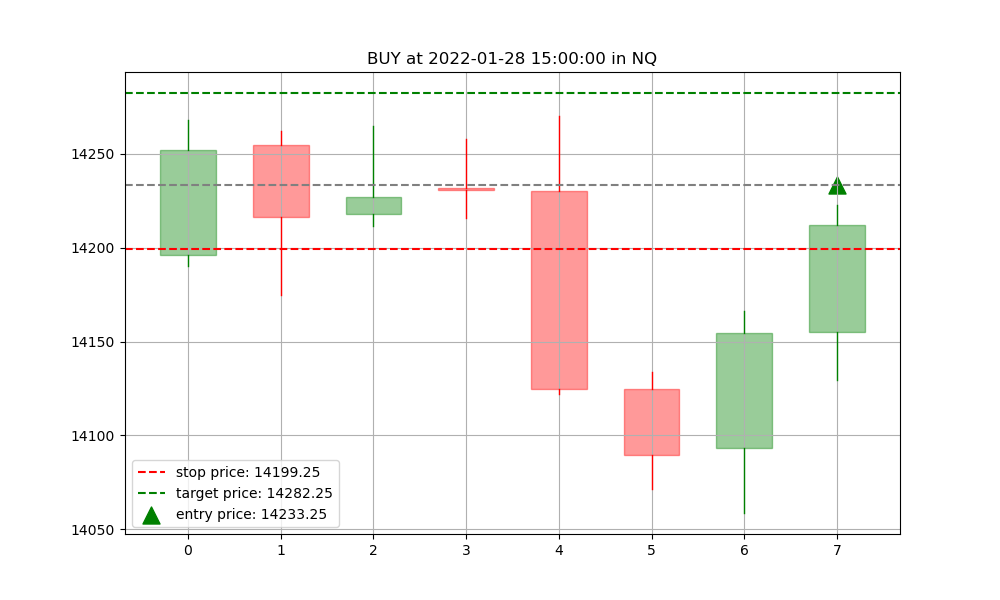 BUY at 2022-01-28 15:00:00 in NQ
14250
14200
14150
14100
14050
stop price: 14199.25
target price: 14282.25
entry price: 14233.25
0 1 2 3 4 5 6 7